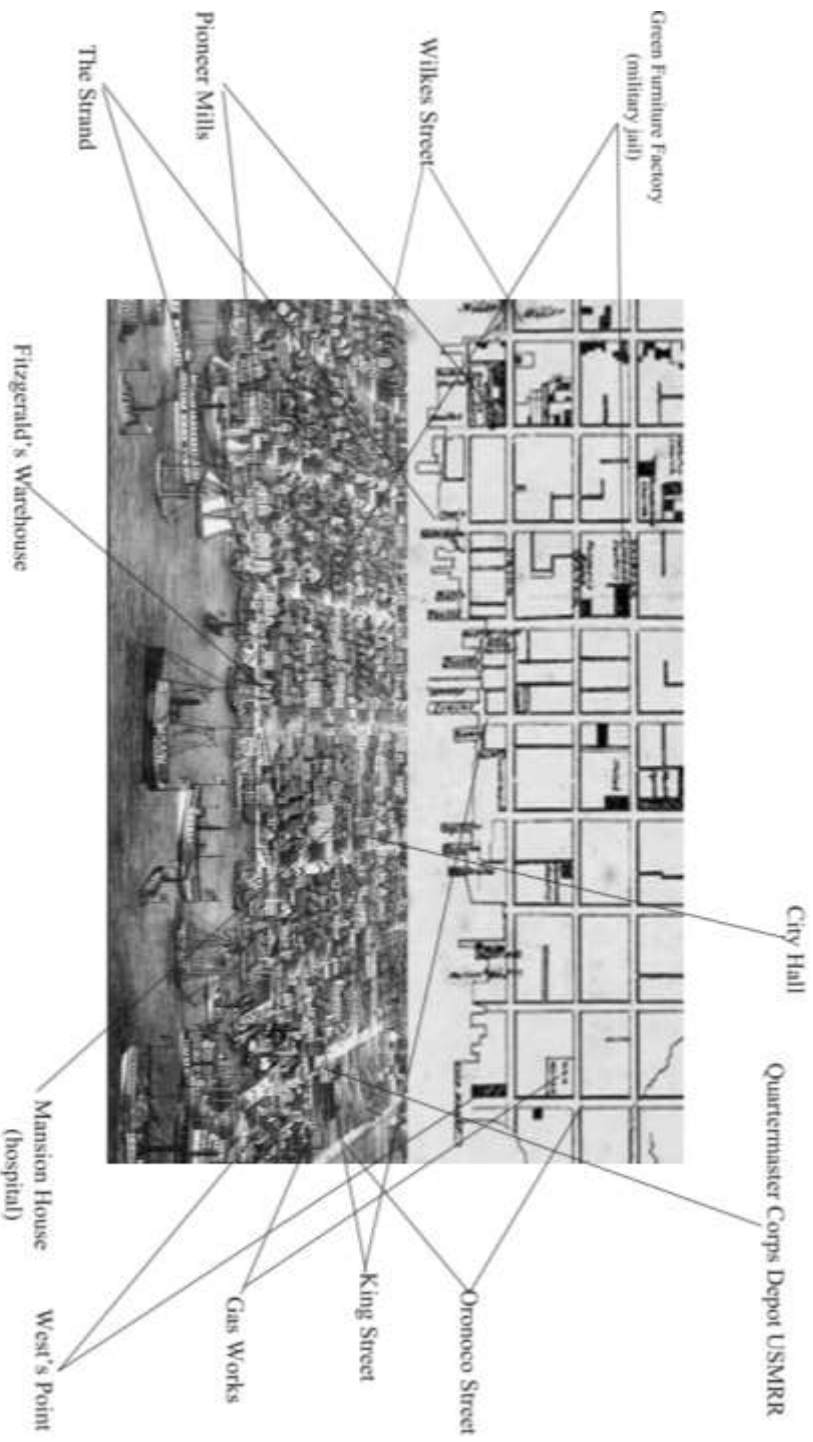 Green Furniture Factory
(military jail)
Wilkes Street
Pioneer Mills
The Strand
Fitzgerald's Warehouse
City Hall
Quartermaster Corps Depot USMRR
Mansion House
(hospital)
Oronoco Street
King Street
Gas Works
West's Point